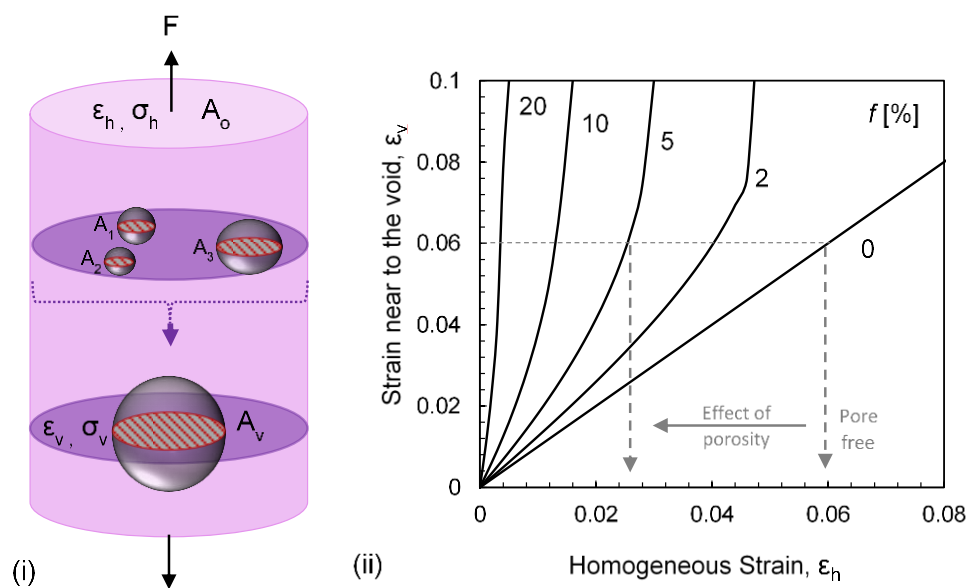 F
εh, σh Ao
A1
A2
A3
εv, σv Av
(i)
Strain near to the void, εv
0.1
0.08
0.06
0.04
0.02
0
20
10
5
2
0
f [%]
Effect of
porosity
Pore
free
0 0.02 0.04 0.06 0.08
(ii)
Homogeneous Strain, εh